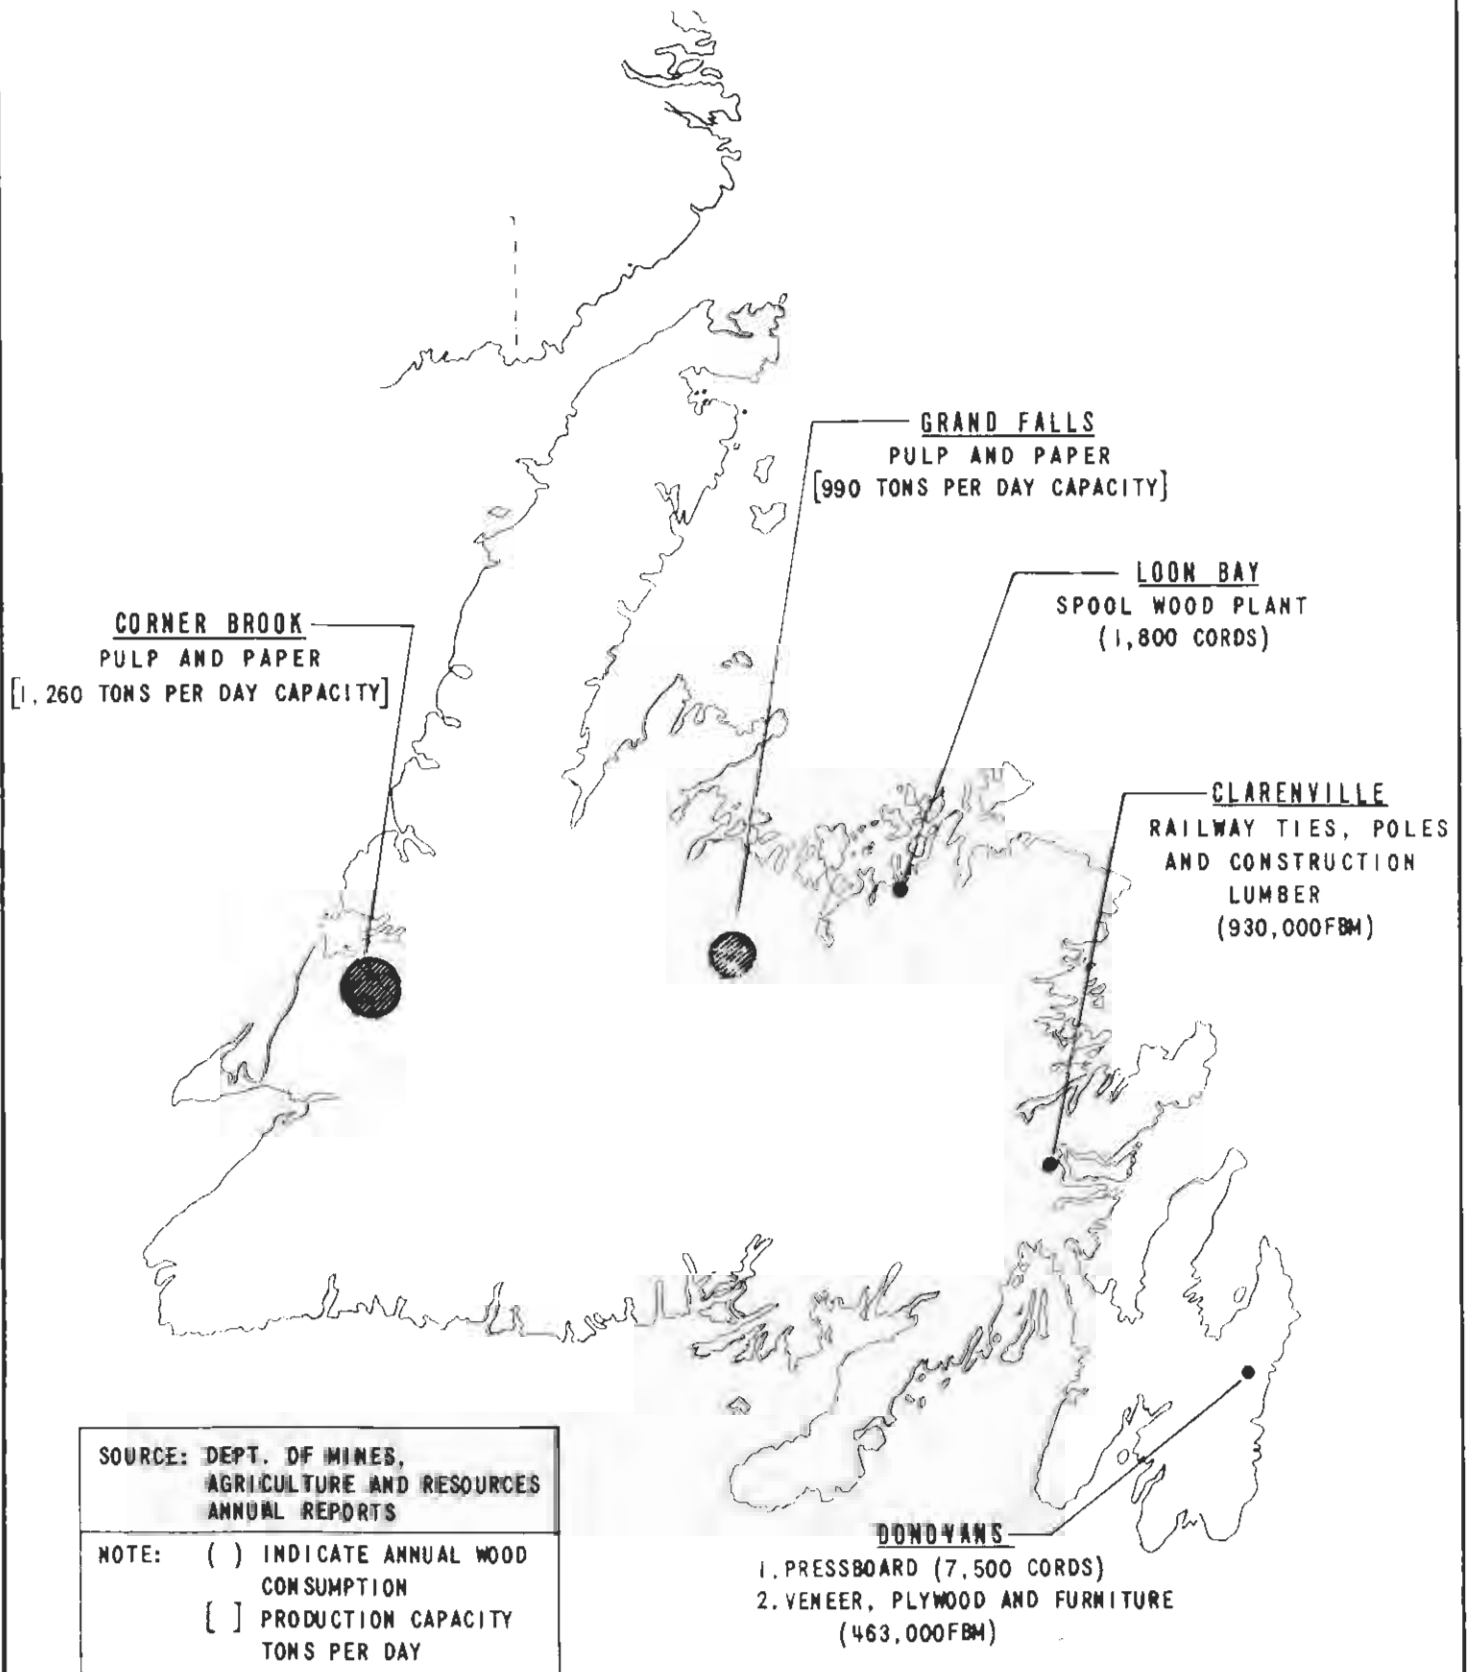 GRAND FALLS
PULP AND PAPER
[990 TONS PER DAY CAPACITY]
LOON BAY
SPOOL WOOD PLANT
(1,800 CORDS)
CORNER BROOK
PULP AND PAPER
[1,260 TONS PER DAY CAPACITY]
CLARENVILLE
RAILWAY TIES, POLES
AND CONSTRUCTION
LUMBER
(930,000FBM)
SOURCE: DEPT. OF MINES,
AGRICULTURE AND RESOURCES
ANNUAL REPORTS
NOTE: ( ) INDICATE ANNUAL WOOD
CONSUMPTION
[ ] PRODUCTION CAPACITY
TONS PER DAY
DONOVANS
1. PRESSBOARD (7,500 CORDS)
2. VENEER, PLYWOOD AND FURNITURE
(463,000FBM)